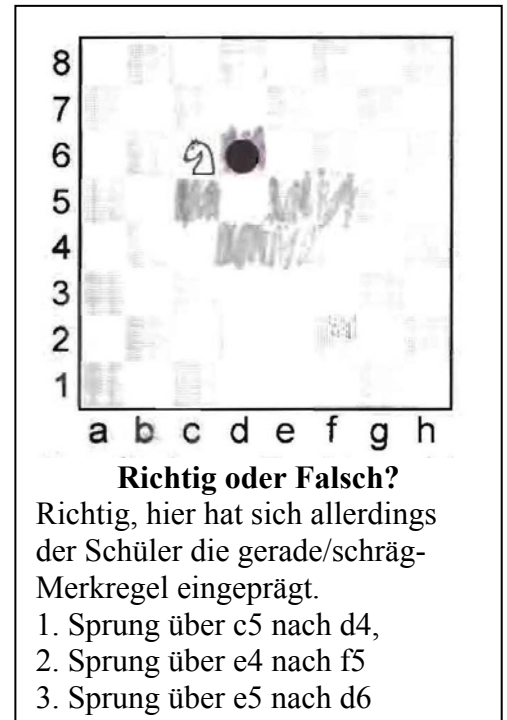 8
7
6
5
4
3
2
1
a b c d e f g h
Richtig oder Falsch?
Richtig, hier hat sich allerdings
der Schüler die gerade/schräg-
Merkregel eingeprägt.
1. Sprung über c5 nach d4,
2. Sprung über e4 nach f5
3. Sprung über e5 nach d6